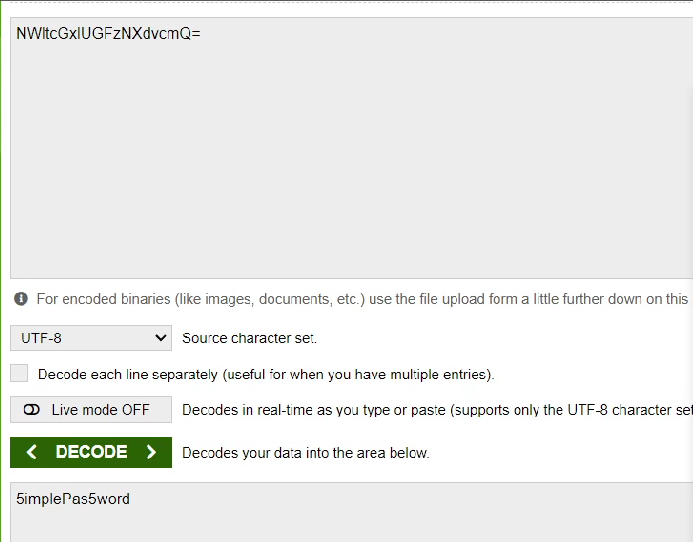 NWltcGxlUGFzNXdvcmQ=
For encoded binaries (like images, documents, etc.) use the file upload form a little further down on this
UTF-8 Source character set.
Decode each line separately (useful for when you have multiple entries).
Live mode OFF Decodes in real-time as you type or paste (supports only the UTF-8 character set
< DECODE > Decodes your data into the area below.
5implePas5word